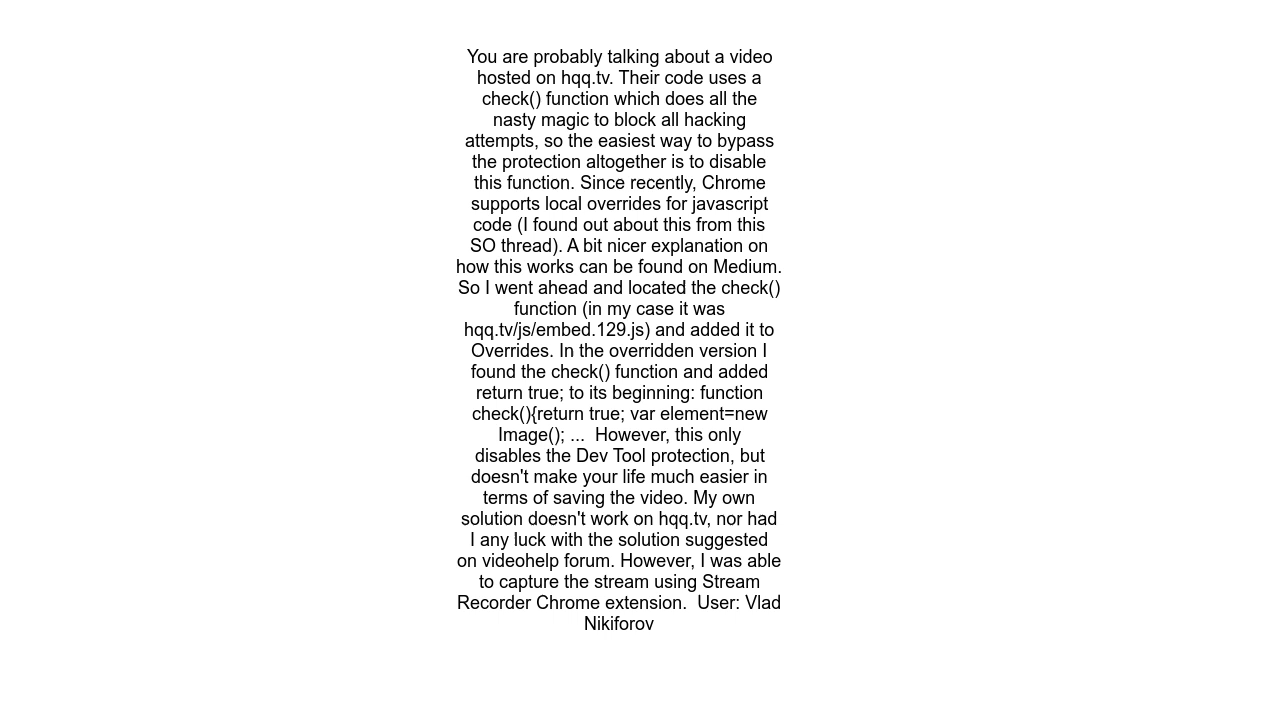 You are probably talking about a video
hosted on hqq.tv. Their code uses a
check() function which does all the
nasty magic to block all hacking
attempts, so the easiest way to bypass
the protection altogether is to disable
this function. Since recently, Chrome
supports local overrides for javascript
code (I found out about this from this
SO thread). A bit nicer explanation on
how this works can be found on Medium.
So I went ahead and located the check()
function (in my case it was
hqq.tv/js/embed.129.js) and added it to
Overrides. In the overridden version I
found the check() function and added
return true; to its beginning: function
check(){return true; var element=new
Image(); ...  However, this only
disables the Dev Tool protection, but
doesn't make your life much easier in
terms of saving the video. My own
solution doesn't work on hqq.tv, nor had
I any luck with the solution suggested
on videohelp forum. However, I was able
to capture the stream using Stream
Recorder Chrome extension.  User: Vlad
Nikiforov